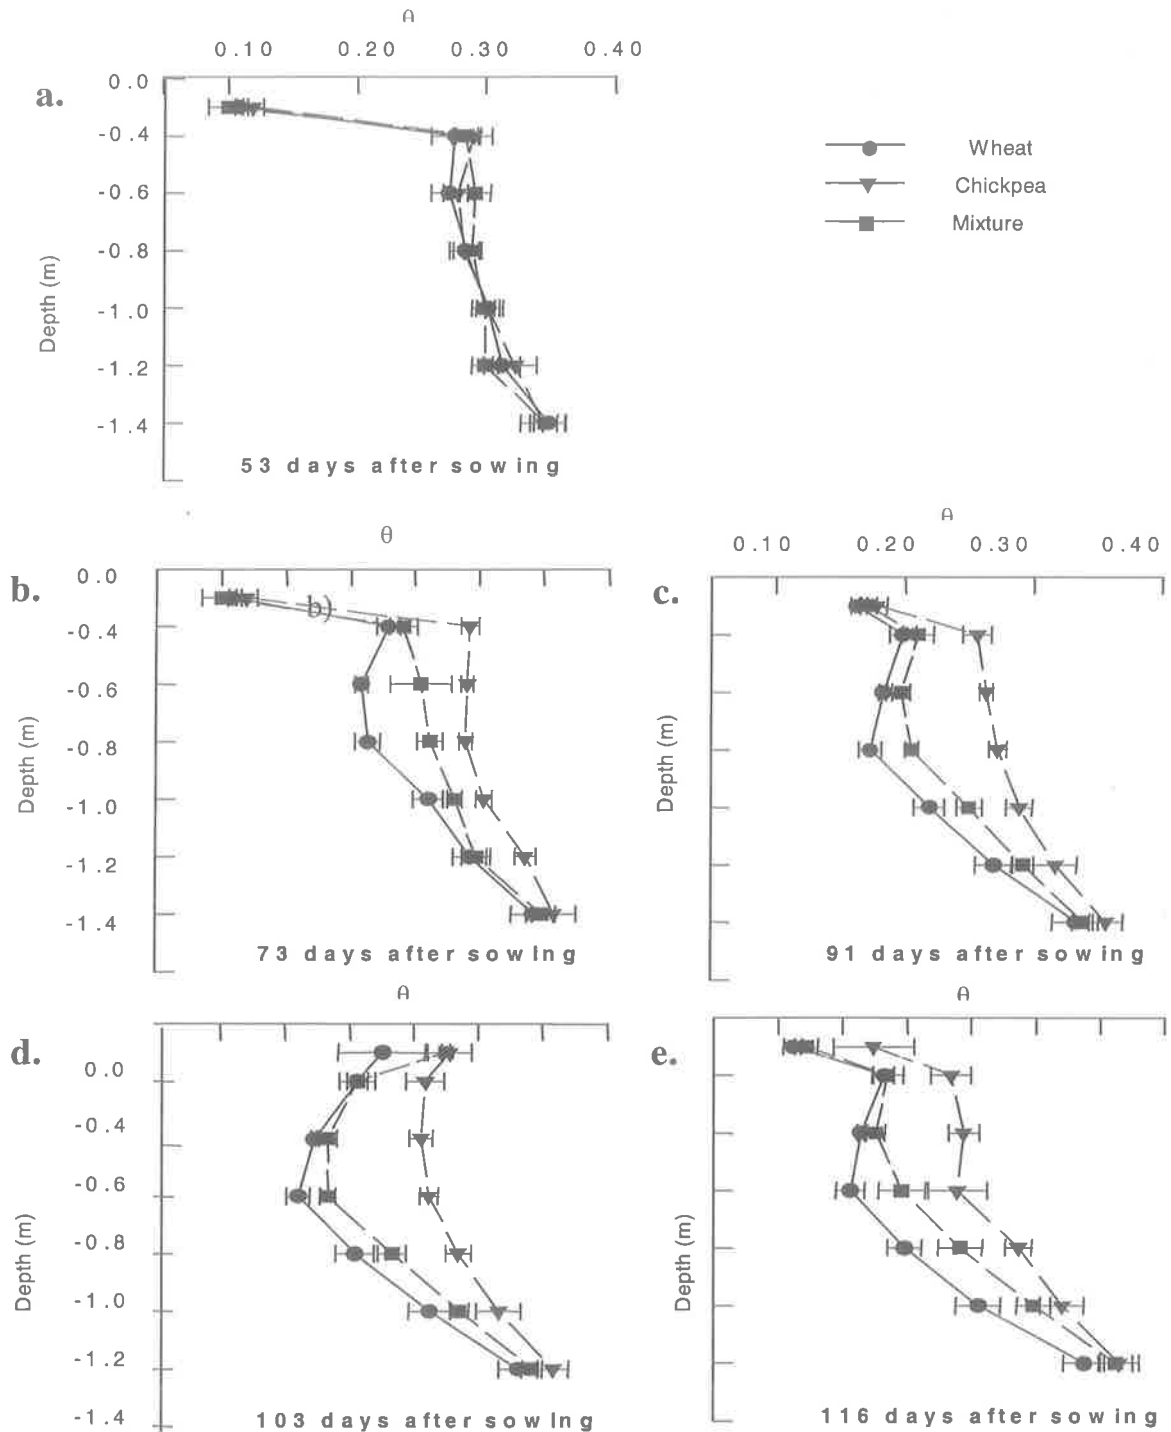 θ
0.10 0.20 0.30 0.40
a.
0.0
-0.4
-0.6
-0.8
-1.0
-1.2
-1.4
Depth (m)
53 days after sowing
Wheat
Chickpea
Mixture
θ
b.
b)
0.0
-0.4
-0.6
-0.8
-1.0
-1.2
-1.4
Depth (m)
73 days after sowing
θ
0.10 0.20 0.30 0.40
c.
Depth (m)
91 days after sowing
θ
d.
0.0
-0.4
-0.6
-0.8
-1.0
-1.2
-1.4
Depth (m)
103 days after sowing
θ
e.
Depth (m)
116 days after sowing